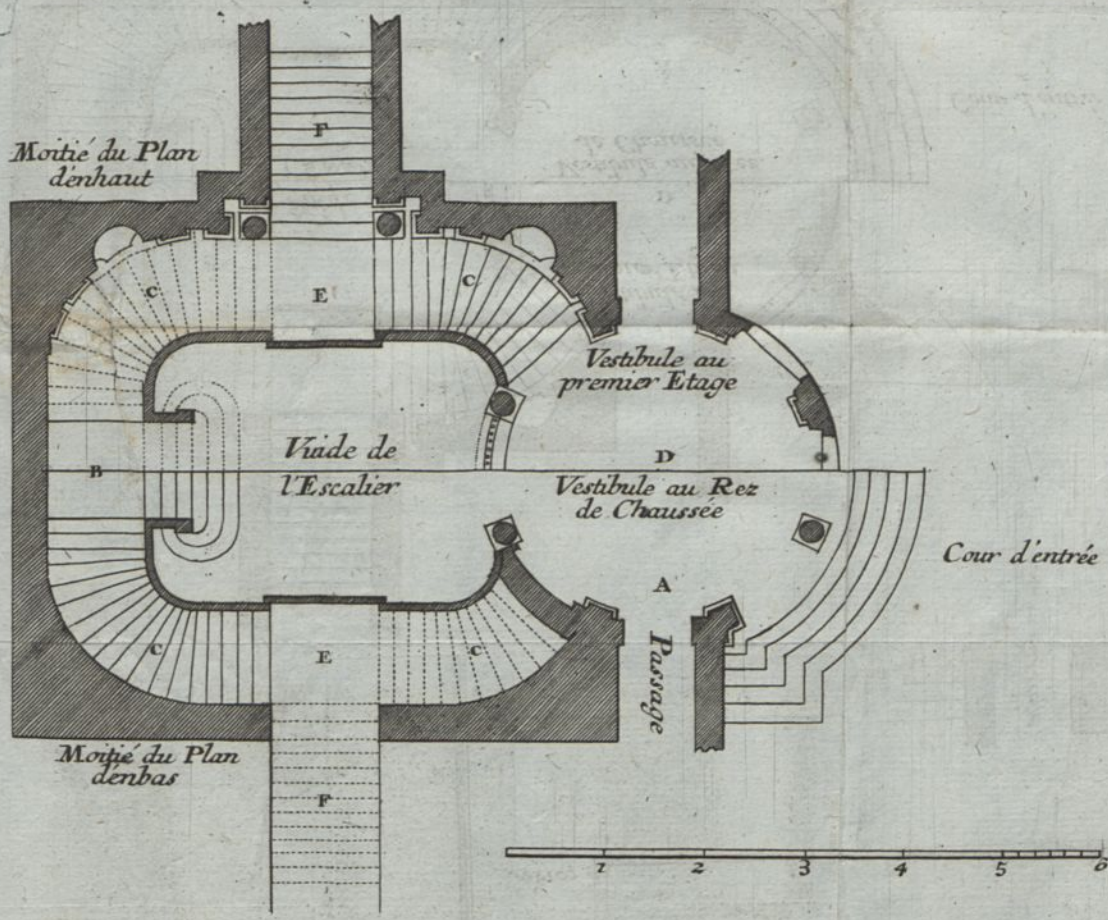 F
Moitié du Plan
d'enhaut
C
E
C
Vestibule au
premier Etage
Vuide de
l'Escalier
B
D
Vestibule au Rez
de Chaussée
Cour d'entrée
A
Passage
C
E
C
Moitié du Plan
d'enbas
F
1 2 3 4 5 6